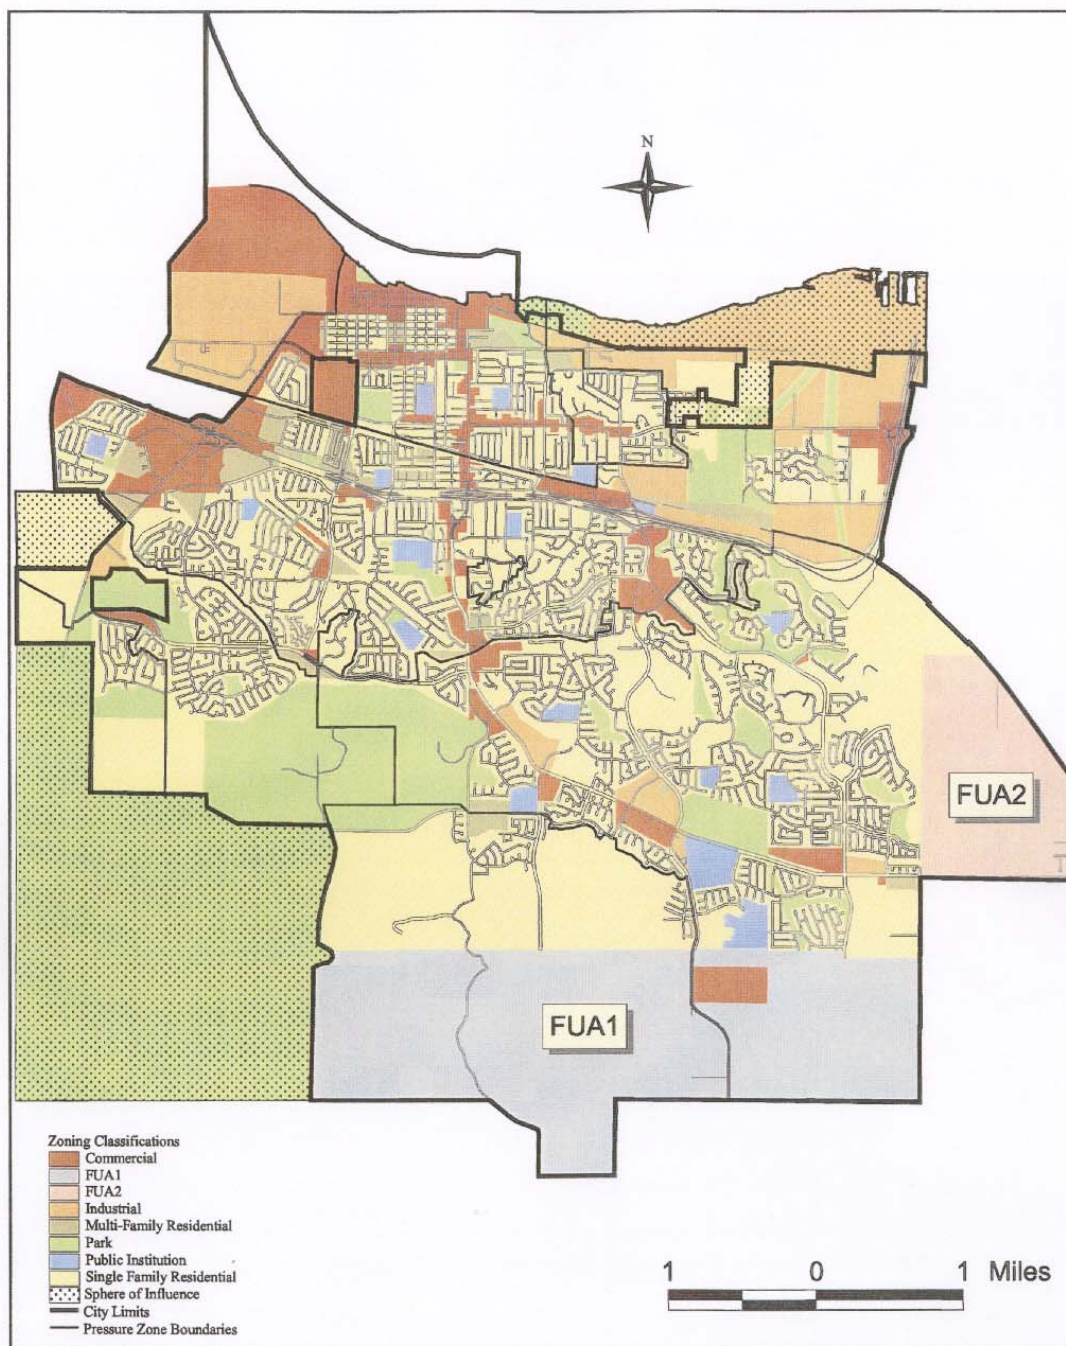 N
FUA2
FUA1
Zoning Classifications
Commercial
FUA1
FUA2
Industrial
Multi-Family Residential
Park
Public Institution
Single Family Residential
Sphere of Influence
City Limits
Pressure Zone Boundaries
1 0 1 Miles